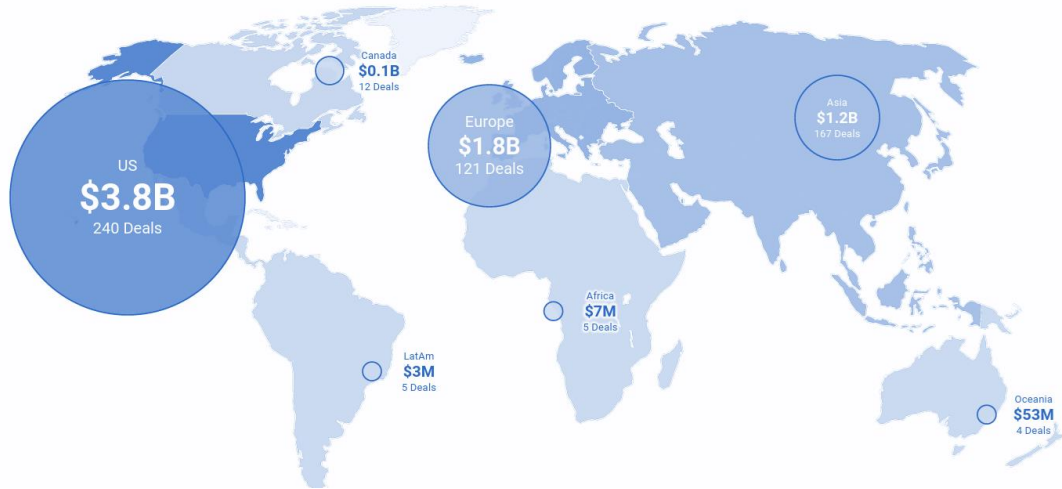 Canada
$0.1B
12 Deals
US
$3.8B
240 Deals
Europe
$1.8B
121 Deals
Asia
$1.2B
167 Deals
Africa
$7M
5 Deals
LatAm
$3M
5 Deals
Oceania
$53M
4 Deals